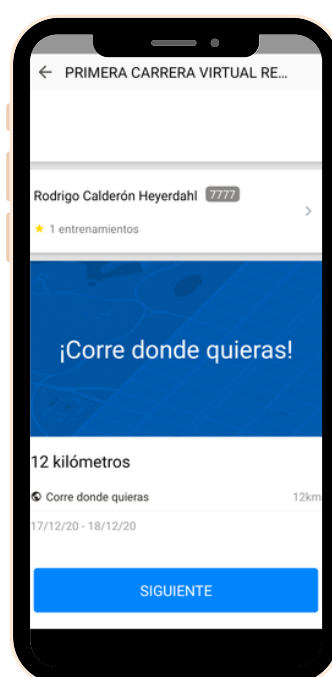 ← PRIMERA CARRERA VIRTUAL RE...
Rodrigo Calderón Heyerdahl 7777
★ 1 entrenamientos
¡Corre donde quieras!
12 kilómetros
Corre donde quieras 12km
17/12/20 - 18/12/20
SIGUIENTE